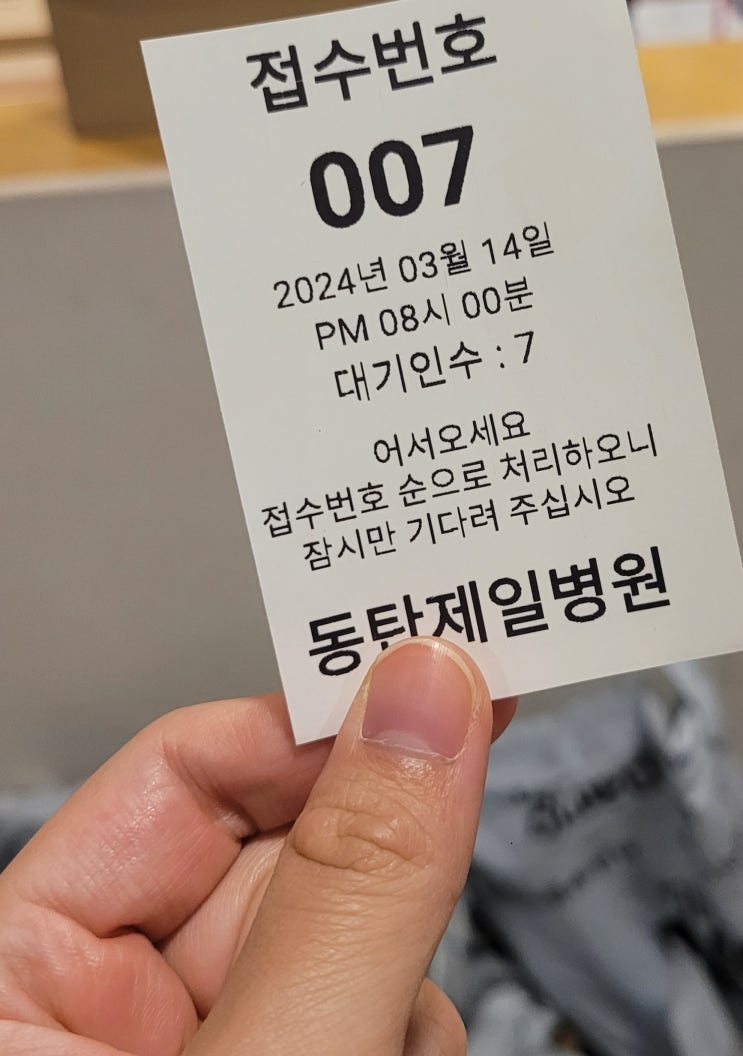 접수번호
007
2024년 03월 14일
PM 08시 00분
대기인수 : 7
어서오세요
접수번호 순으로 처리하오니
잠시만 기다려 주십시오
동탄제일병원